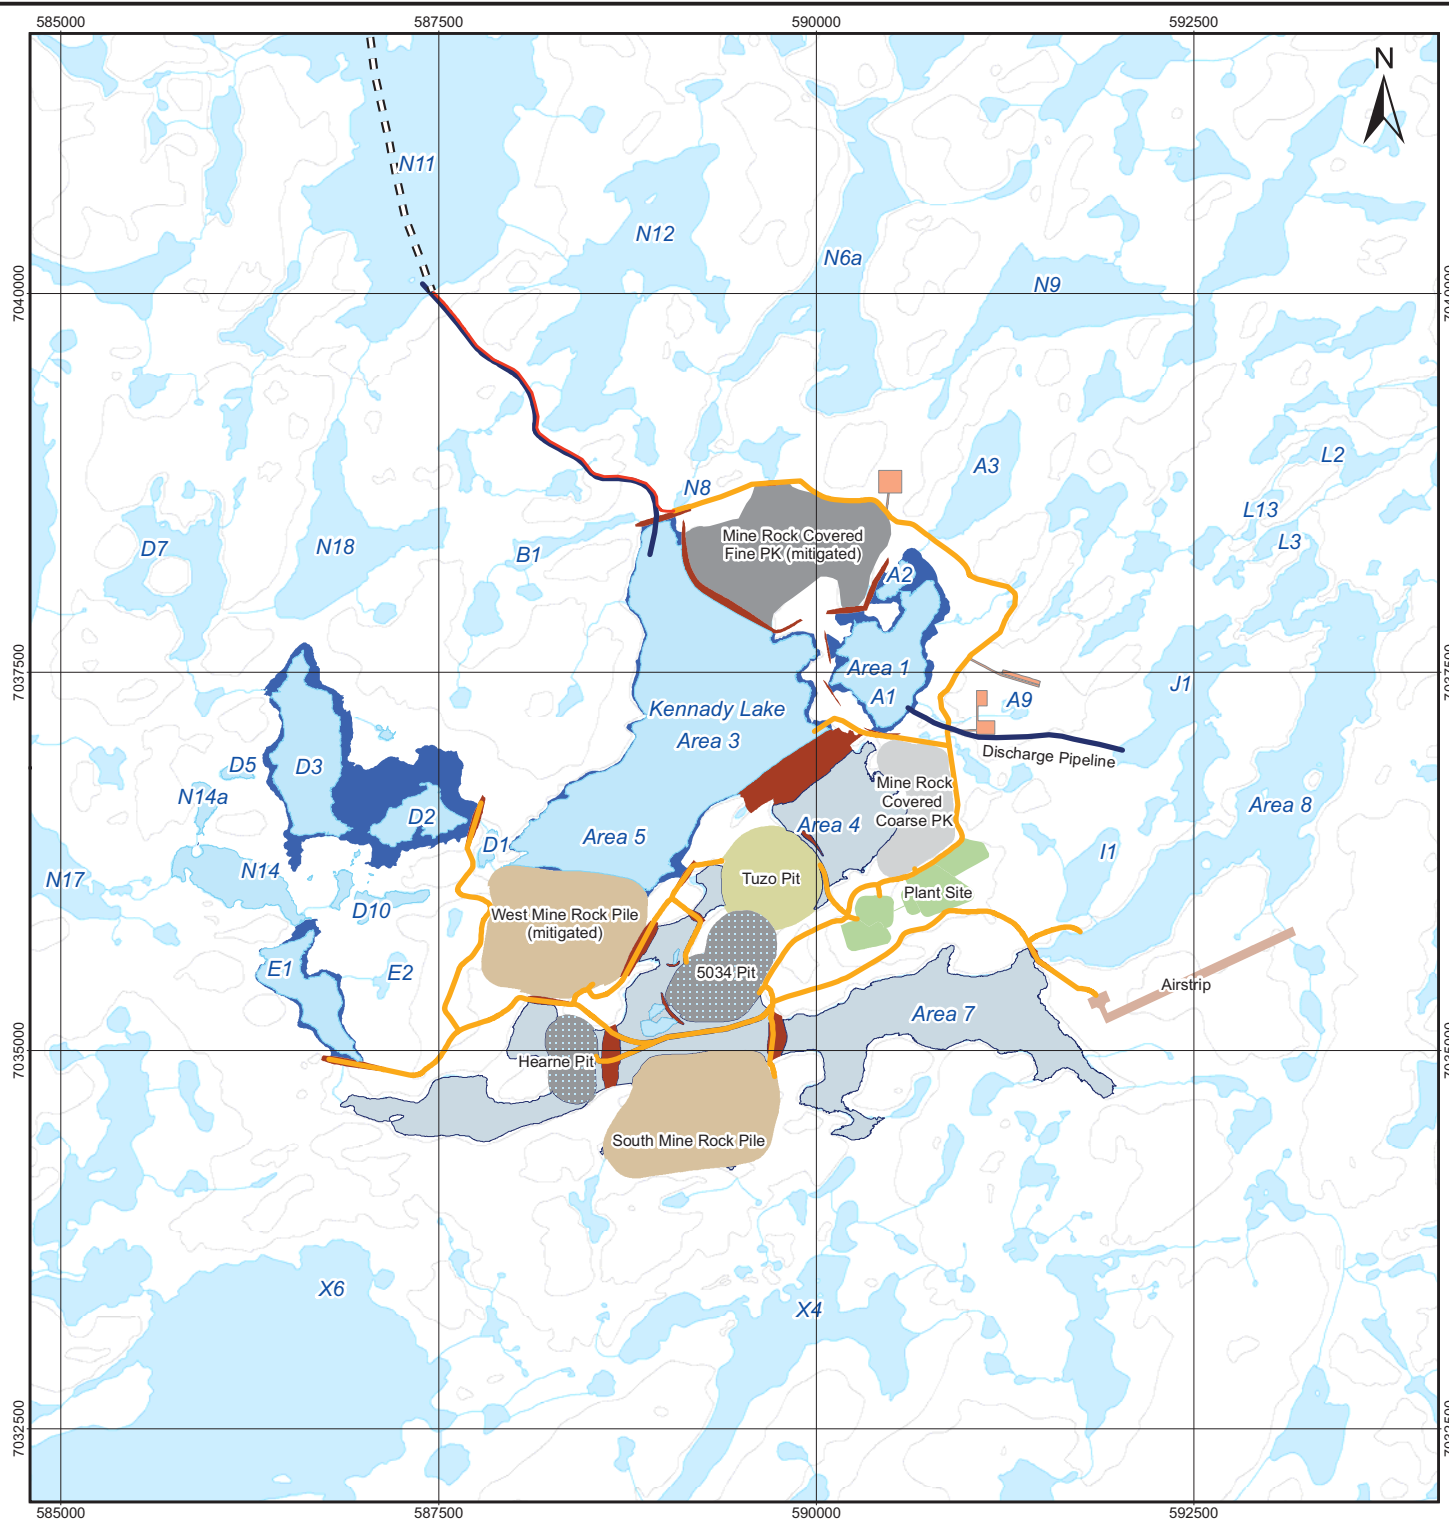 585000
587500
590000
592500
N
N11
N12
N6a
N9
7040000
7040000
L2
A3
N8
L13
Mine Rock Covered
Fine PK (mitigated)
L3
D7
N18
B1
A2
7037500
7037500
Area 1
J1
A1
A9
Kennady Lake
Area 3
Discharge Pipeline
D5
D3
Mine Rock
Covered
Coarse PK
N14a
Area 8
D2
Area 4
Area 5
D1
I1
N14
N17
Tuzo Pit
Plant Site
D10
West Mine Rock Pile
(mitigated)
E1
E2
5034 Pit
Airstrip
Area 7
7035000
7035000
Hearne Pit
South Mine Rock Pile
X6
X4
7032500
7032500
585000
587500
590000
592500